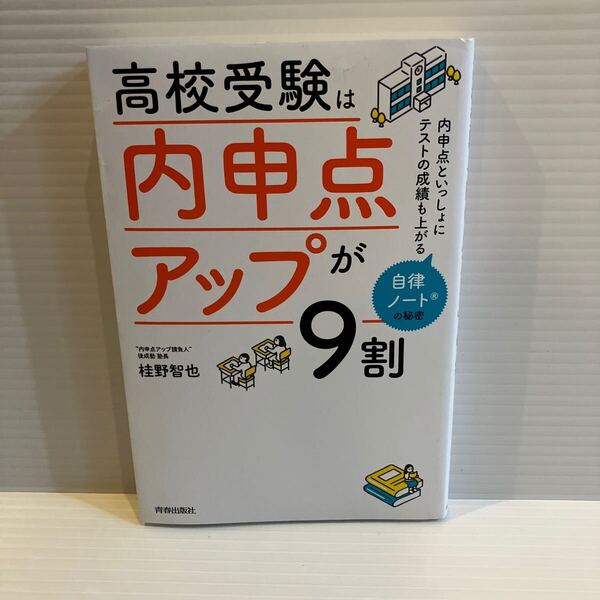 高校受験は
内申点
アップが
9割
内申点といっしょに
テストの成績も上がる
自律
ノート®
の秘密
"内申点アップ請負人"
後成塾 塾長
桂野智也
青春出版社